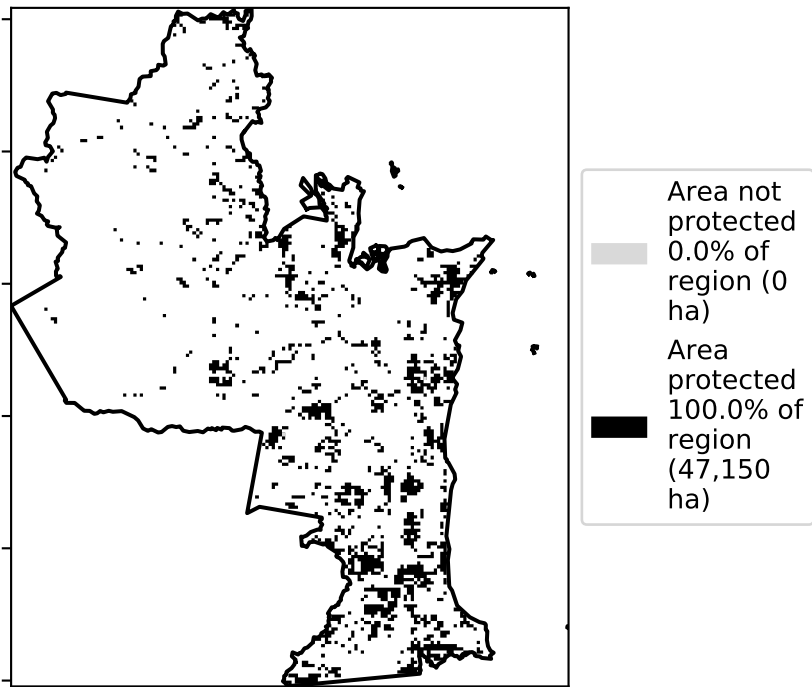 Area not
protected
0.0% of
region (0
ha)
Area
protected
100.0% of
region
(47,150
ha)